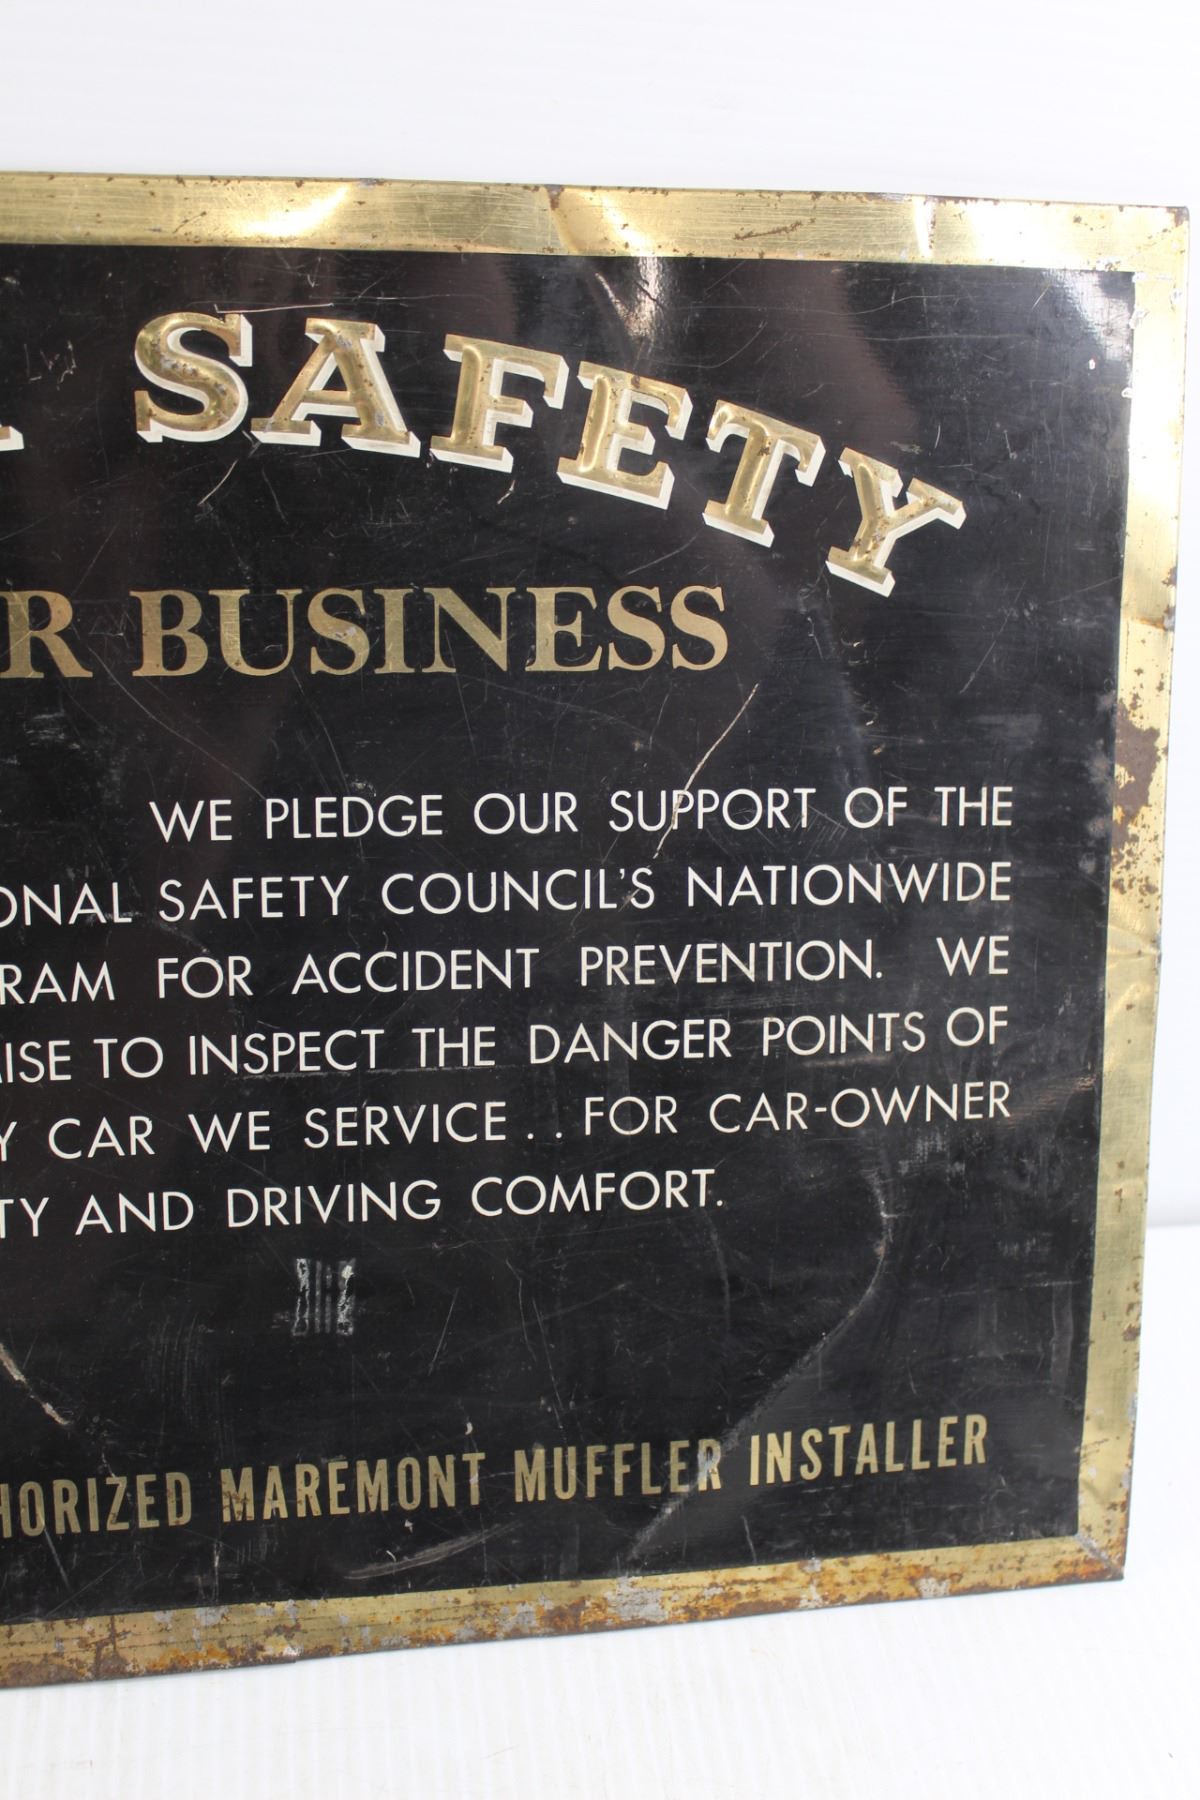 SAFETY
R BUSINESS
WE PLEDGE OUR SUPPORT OF THE
ONAL SAFETY COUNCIL'S NATIONWIDE
RAM FOR ACCIDENT PREVENTION. WE
ISE TO INSPECT THE DANGER POINTS OF
Y CAR WE SERVICE . . FOR CAR-OWNER
TY AND DRIVING COMFORT.
HORIZED MAREMONT MUFFLER INSTALLER